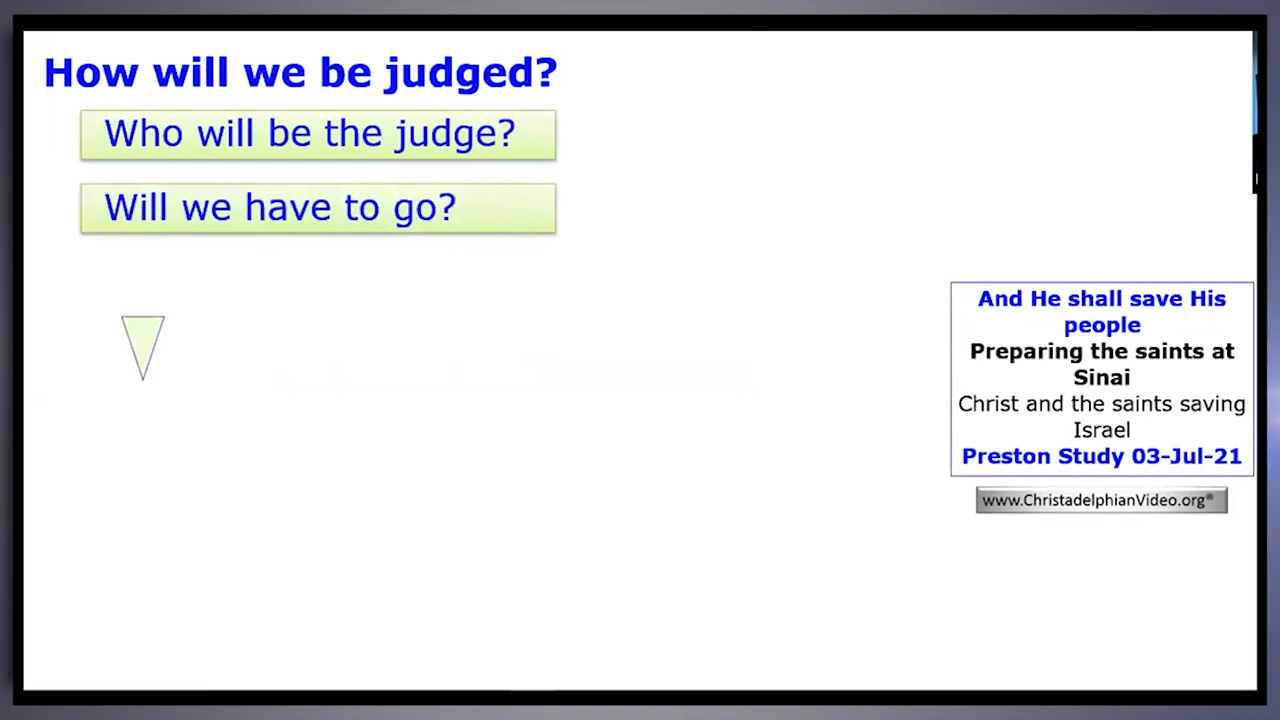 How will we be judged?
Who will be the judge?
Will we have to go?
And He shall save His
people
Preparing the saints at
Sinai
Christ and the saints saving
Israel
Preston Study 03-Jul-21
www.ChristadelphianVideo.org®